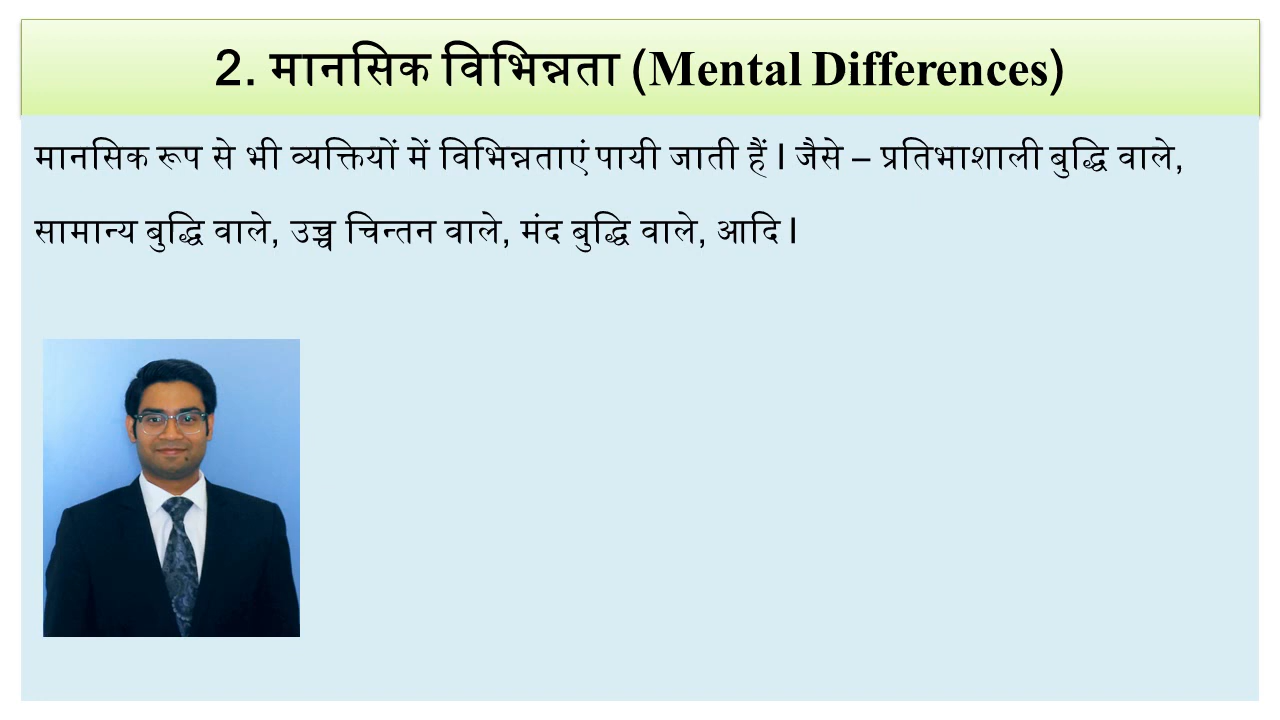 2. मानसिक विभिन्नता (Mental Differences)
मानसिक रूप से भी व्यक्तियों में विभिन्नताएं पायी जाती हैं। जैसे – प्रतिभाशाली बुद्धि वाले,
सामान्य बुद्धि वाले, उच्च चिन्तन वाले, मंद बुद्धि वाले, आदि।